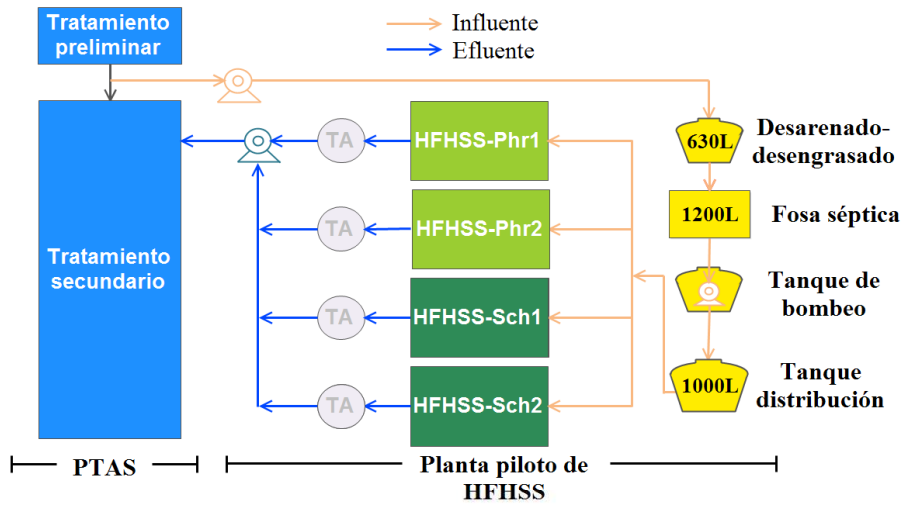 Tratamiento
preliminar
Influente
Efluente
TA
HFHSS-Phr1
630L
Desarenado-
desengrasado
TA
HFHSS-Phr2
1200L
Fosa séptica
Tratamiento
secundario
TA
HFHSS-Sch1
Tanque de
bombeo
TA
HFHSS-Sch2
1000L
Tanque
distribución
PTAS
Planta piloto de
HFHSS